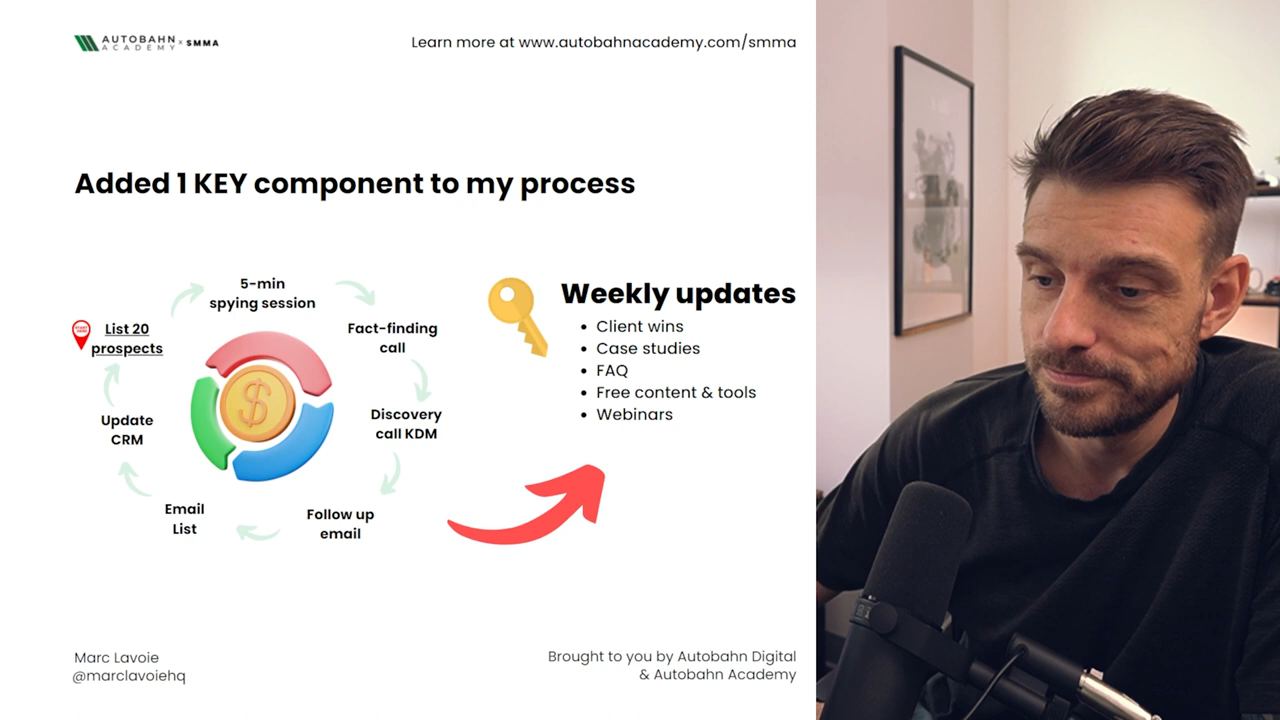 AUTOBAHN
ACADEMY x SMMA
Learn more at www.autobahnacademy.com/smma
Added 1 KEY component to my process
5-min
spying session
List 20
prospects
Fact-finding
call
Update
CRM
Discovery
call KDM
Email
List
Follow up
email
Weekly updates
• Client wins
• Case studies
• FAQ
• Free content & tools
• Webinars
Marc Lavoie
@marclavoiehq
Brought to you by Autobahn Digital
& Autobahn Academy